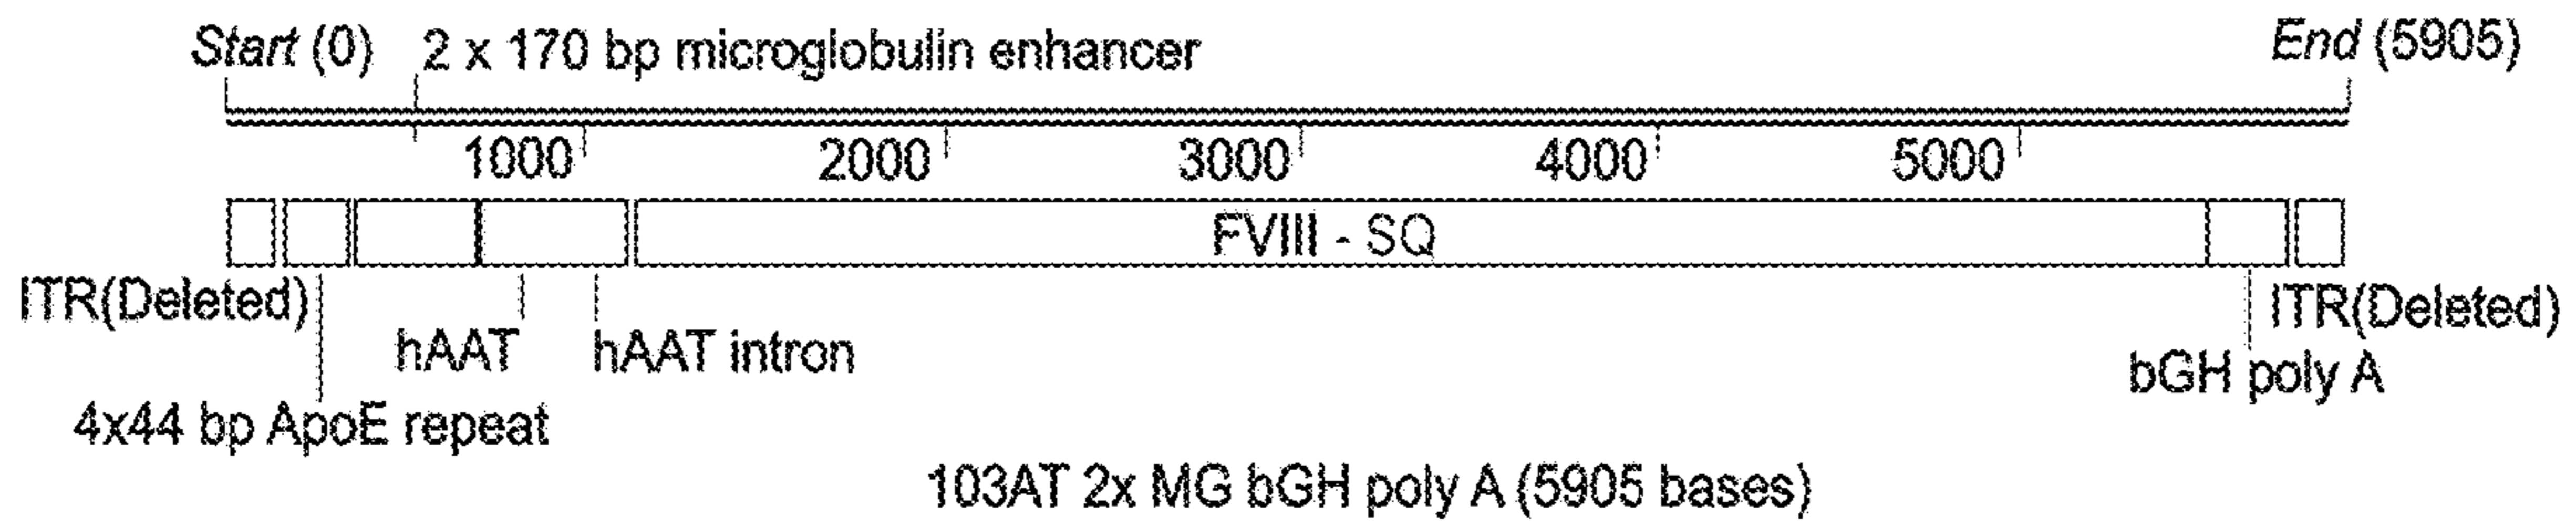 Start (0) 2 x 170 bp microglobulin enhancer End (5905)
1000 2000 3000 4000 5000
FVIII - SQ
ITR(Deleted) ITR(Deleted)
hAAT hAAT intron bGH poly A
4x44 bp ApoE repeat
103AT 2x MG bGH poly A (5905 bases)